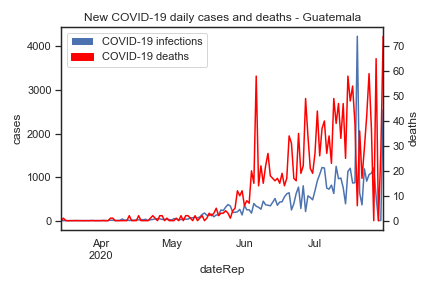 New COVID-19 daily cases and deaths - Guatemala
COVID-19 infections
COVID-19 deaths
4000
3000
2000
1000
0
cases
70
60
50
40
30
20
10
0
deaths
Apr
2020
May
Jun
Jul
dateRep